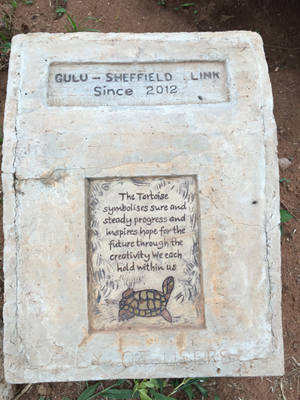 GULU - SHEFFIELD LINK
Since 2012
The Tortoise
symbolises sure and
steady progress and
inspires hope for the
future through the
creativity We each
hold within us